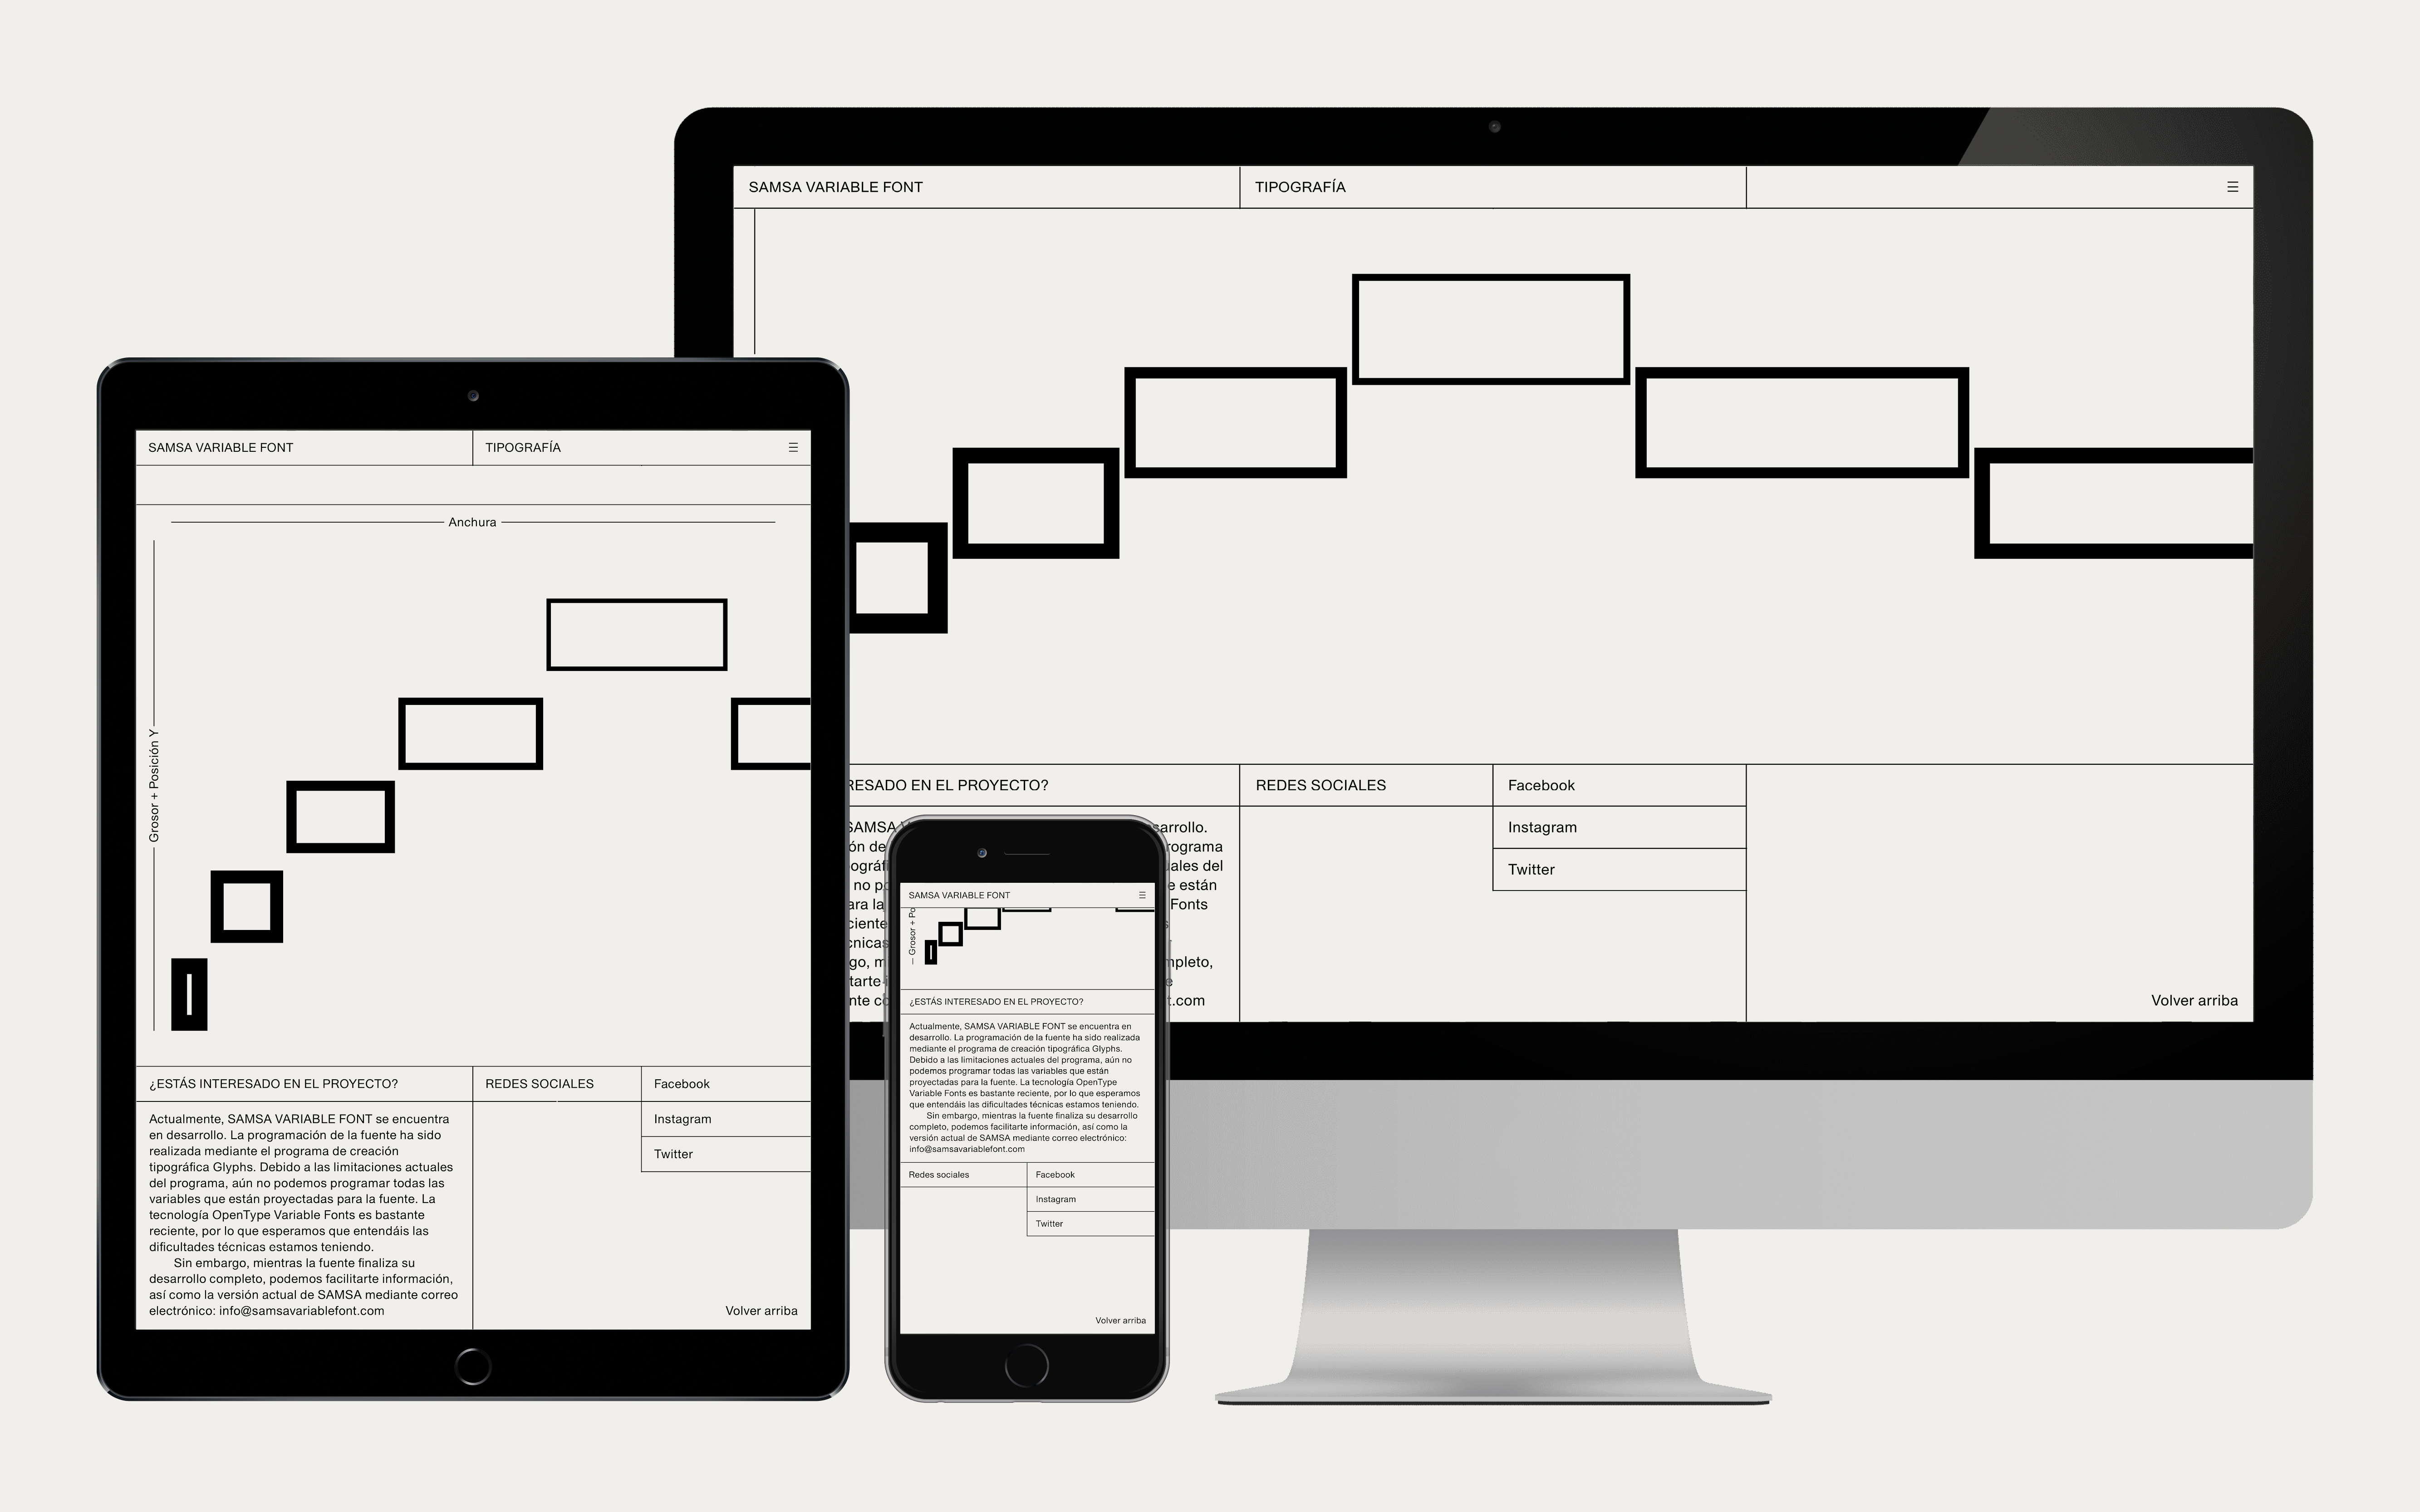 SAMSA VARIABLE FONT
TIPOGRAFÍA
RESADO EN EL PROYECTO?
REDES SOCIALES
Facebook
Instagram
Twitter
SAMSA
sarrollo.
ón de
rograma
ográfi
ales del
no
e están
ara la
Fonts
ciente
cnicas
go, m
mpleto,
tarte
nte
t.com
Volver arriba
SAMSA VARIABLE FONT
TIPOGRAFÍA
Anchura
Grosor + Posición Y
¿ESTÁS INTERESADO EN EL PROYECTO?
Actualmente, SAMSA VARIABLE FONT se encuentra
en desarrollo. La programación de la fuente ha sido
realizada mediante el programa de creación
tipográfica Glyphs. Debido a las limitaciones actuales
del programa, aún no podemos programar todas las
variables que están proyectadas para la fuente. La
tecnología OpenType Variable Fonts es bastante
reciente, por lo que esperamos que entendáis las
dificultades técnicas estamos teniendo.
Sin embargo, mientras la fuente finaliza su
desarrollo completo, podemos facilitarte información,
así como la versión actual de SAMSA mediante correo
electrónico: info@samsavariablefont.com
REDES SOCIALES
Facebook
Instagram
Twitter
Volver arriba
SAMSA VARIABLE FONT
Grosor + Po
¿ESTÁS INTERESADO EN EL PROYECTO?
Actualmente, SAMSA VARIABLE FONT se encuentra en
desarrollo. La programación de la fuente ha sido realizada
mediante el programa de creación tipográfica Glyphs.
Debido a las limitaciones actuales del programa, aún no
podemos programar todas las variables que están
proyectadas para la fuente. La tecnología OpenType
Variable Fonts es bastante reciente, por lo que esperamos
que entendáis las dificultades técnicas estamos teniendo.
Sin embargo, mientras la fuente finaliza su desarrollo
completo, podemos facilitarte información, así como la
versión actual de SAMSA mediante correo electrónico:
info@samsavariablefont.com
Redes sociales
Facebook
Instagram
Twitter
Volver arriba